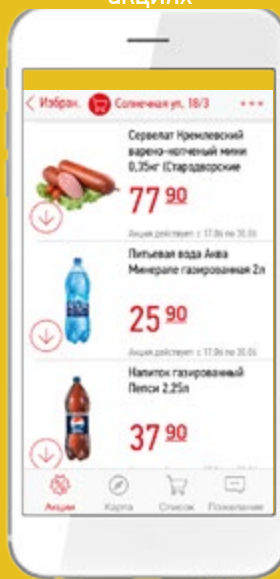 акциях
Избран. Солнечная ул. 18/3
Сервелат Кремлевский
варено-копченый мини
0,35кг (Стародворские
77 90
Акция действует с 17.06 по 30.06
Питьевая вода Аква
Минерале газированная 2л
25 90
Акция действует с 17.06 по 30.06
Напиток газированный
Пепси 2,25л
37 90
Акции Карта Список Пожелание